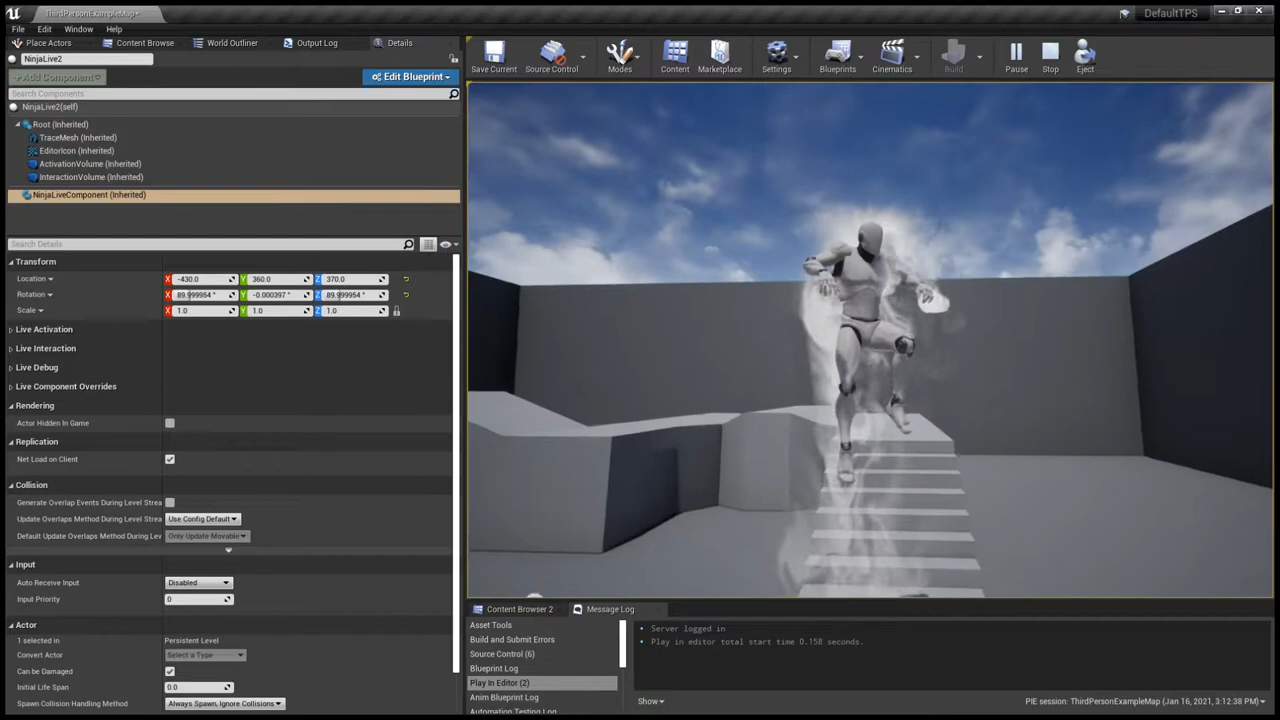 ThirdPersonExampleMap*
DefaultTPS
File Edit Window Help
Place Actors Content Browse World Outliner Output Log Details
NinjaLive2
+Add Component Edit Blueprint
Search Components
NinjaLive2(self)
Root (Inherited)
TraceMesh (Inherited)
EditorIcon (Inherited)
ActivationVolume (Inherited)
InteractionVolume (Inherited)
NinjaLiveComponent (Inherited)
Search Details
Transform
Location X -430.0 Y 360.0 Z 370.0
Rotation X 89.999954 ° Y -0.000397 ° Z 89.999954 °
Scale X 1.0 Y 1.0 Z 1.0
Live Activation
Live Interaction
Live Debug
Live Component Overrides
Rendering
Actor Hidden In Game
Replication
Net Load on Client
Collision
Generate Overlap Events During Level Strea
Update Overlaps Method During Level Strea Use Config Default
Default Update Overlaps Method During Lev Only Update Movable
Input
Auto Receive Input Disabled
Input Priority 0
Actor
1 selected in Persistent Level
Convert Actor Select a Type
Can be Damaged
Initial Life Span 0.0
Spawn Collision Handling Method Always Spawn, Ignore Collisions
Save Current Source Control Modes Content Marketplace Settings Blueprints Cinematics Build Pause Stop Eject
Content Browser 2 Message Log
Asset Tools
Build and Submit Errors
Source Control (6)
Blueprint Log
Play In Editor (2)
Anim Blueprint Log
Automation Testing Log
• Server logged in
• Play in editor total start time 0.158 seconds.
Show
PIE session: ThirdPersonExampleMap (Jan 16, 2021, 3:12:38 PM)